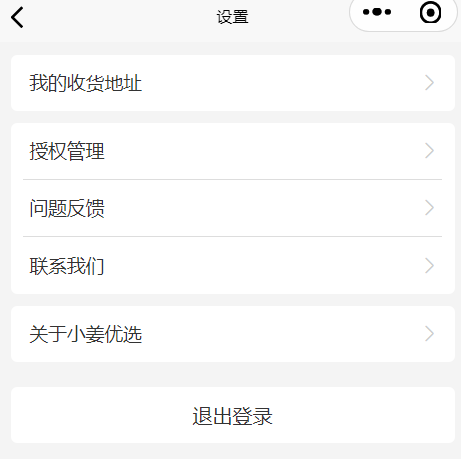 设置
我的收货地址
授权管理
问题反馈
联系我们
关于小姜优选
退出登录